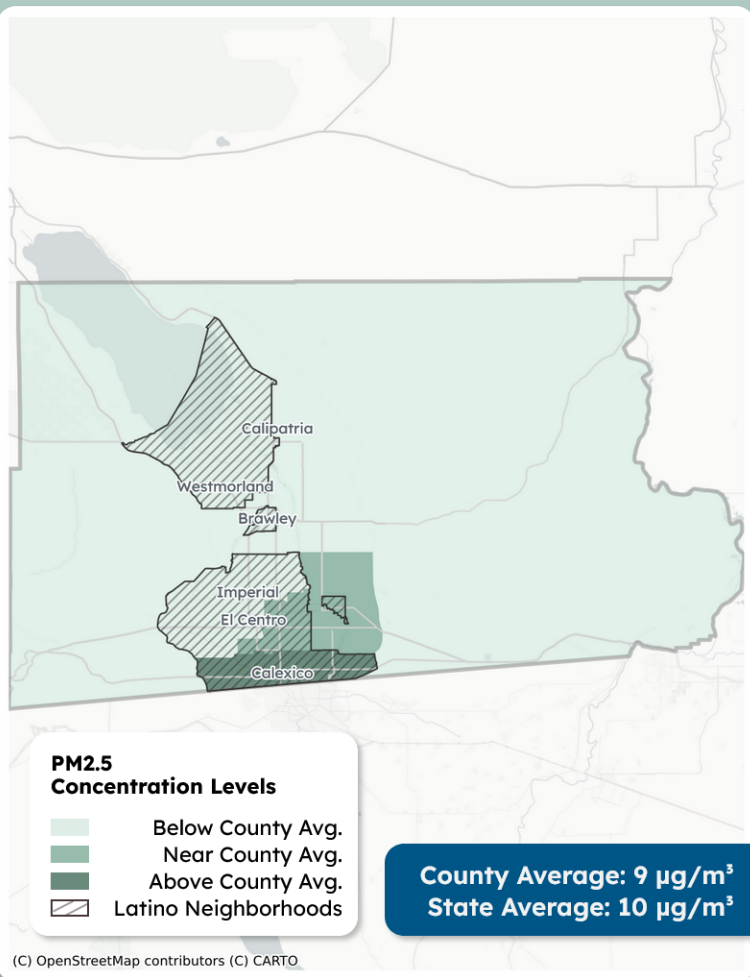 Calipatria
Westmorland
Brawley
Imperial
El Centro
Calexico
PM2.5
Concentration Levels
Below County Avg.
Near County Avg.
Above County Avg.
Latino Neighborhoods
County Average: 9 µg/m³
State Average: 10 µg/m³
(C) OpenStreetMap contributors (C) CARTO